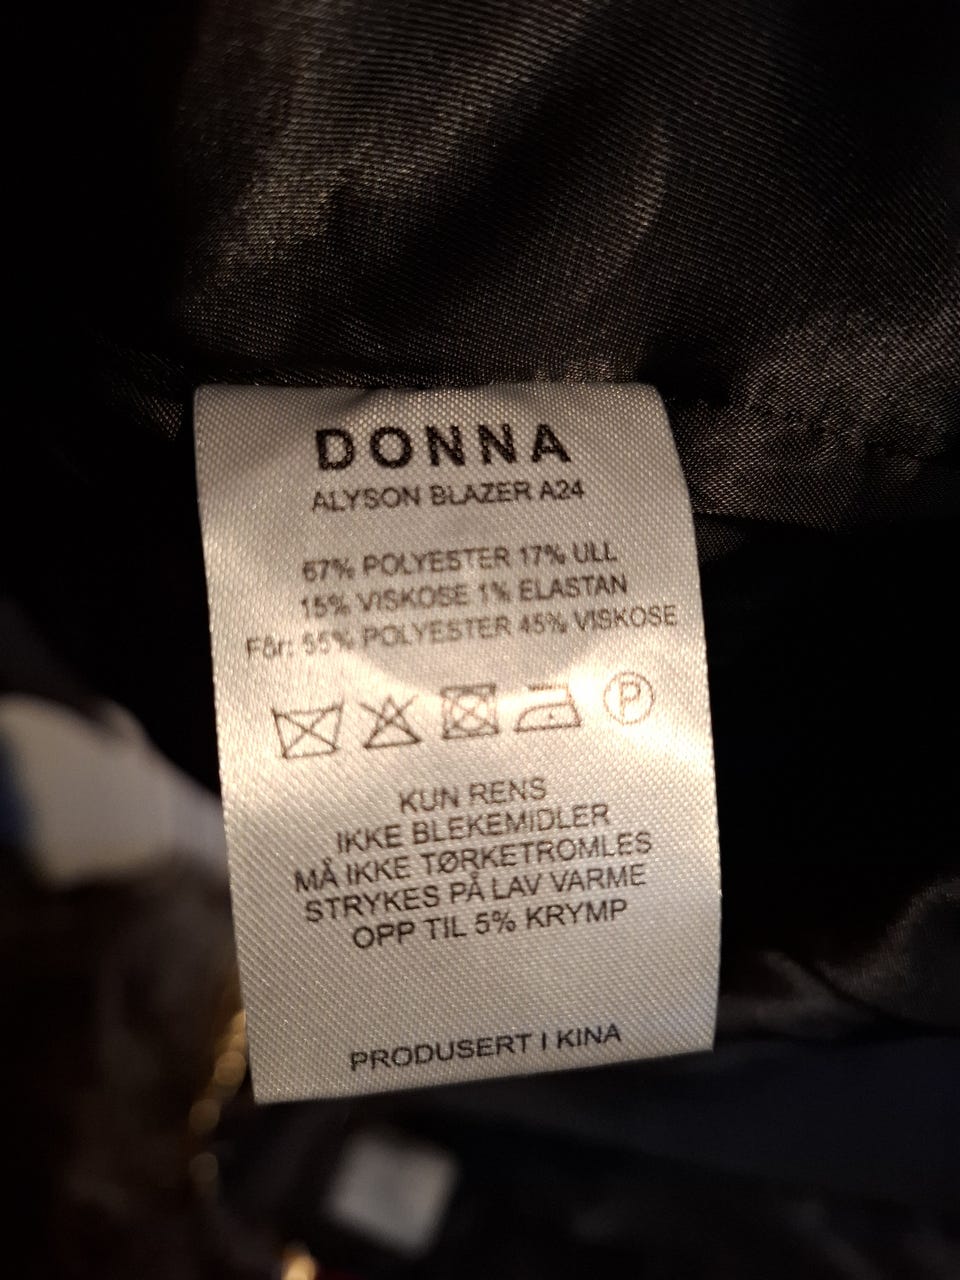 DONNA
ALYSON BLAZER A24
67% POLYESTER 17% ULL
15% VISKOSE 1% ELASTAN
Fôr: 55% POLYESTER 45% VISKOSE
P
KUN RENS
IKKE BLEKEMIDLER
MÅ IKKE TØRKETROMLES
STRYKES PÅ LAV VARME
OPP TIL 5% KRYMP
PRODUSERT I KINA